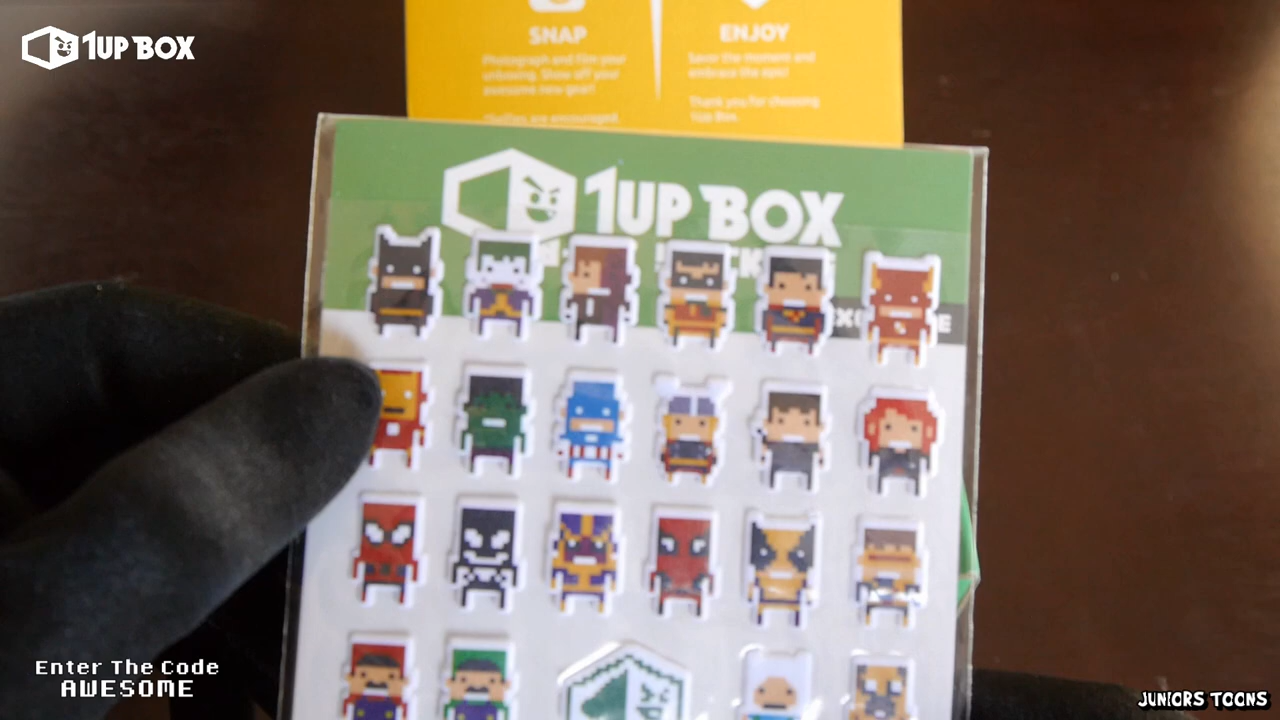 1UP BOX
SNAP
Photograph and film your
unboxing. Show off your
awesome new gear!
ENJOY
Savor the moment and
embrace the epic!
Thank you for choosing
1Up Box.
1UP BOX
Enter The Code
AWESOME
JUNIORS TOONS